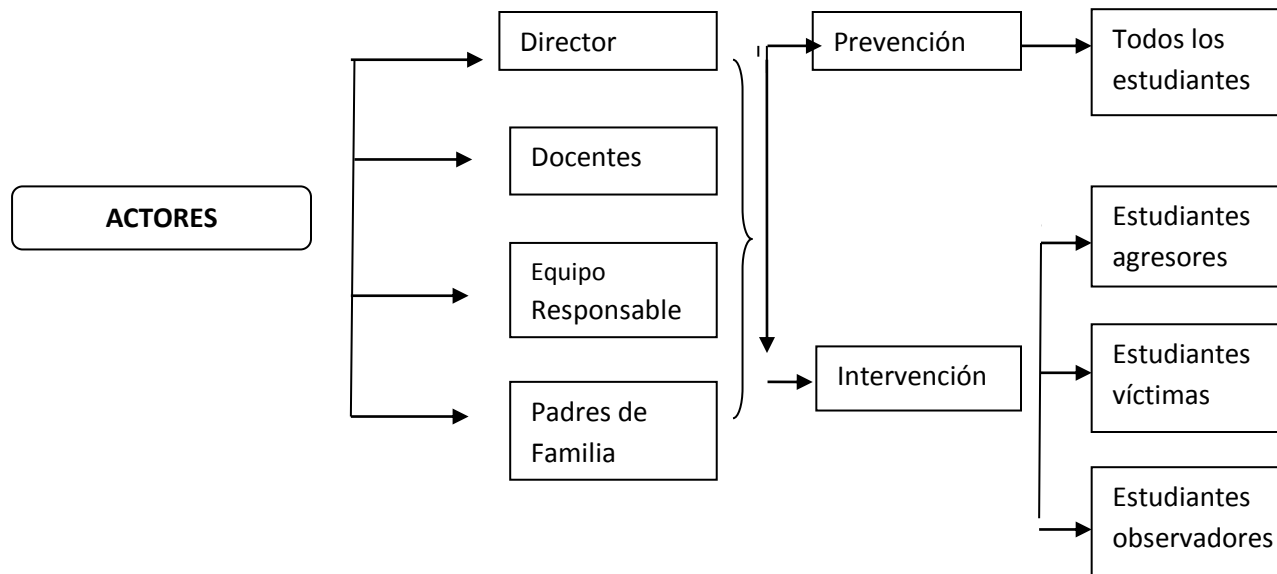 ACTORES
Director
Docentes
Equipo
Responsable
Padres de
Familia
Prevención
Intervención
Todos los
estudiantes
Estudiantes
agresores
Estudiantes
víctimas
Estudiantes
observadores